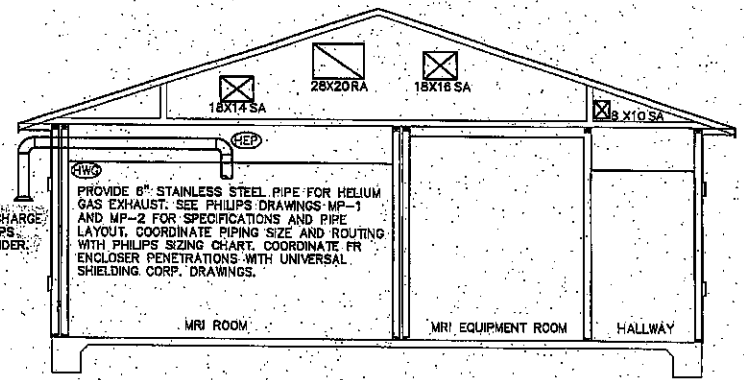 28X20 RA
18X14 SA
18X16 SA
8 X10 SA
HEP
HWG
PROVIDE 8" STAINLESS STEEL PIPE FOR HELIUM
GAS EXHAUST. SEE PHILIPS DRAWINGS MP-1
AND MP-2 FOR SPECIFICATIONS AND PIPE
LAYOUT. COORDINATE PIPING SIZE AND ROUTING
WITH PHILIPS SIZING CHART. COORDINATE FR
ENCLOSER PENETRATIONS WITH UNIVERSAL
SHIELDING CORP. DRAWINGS.
CHARGE
PS
NDER.
MRI ROOM
MRI EQUIPMENT ROOM
HALLWAY